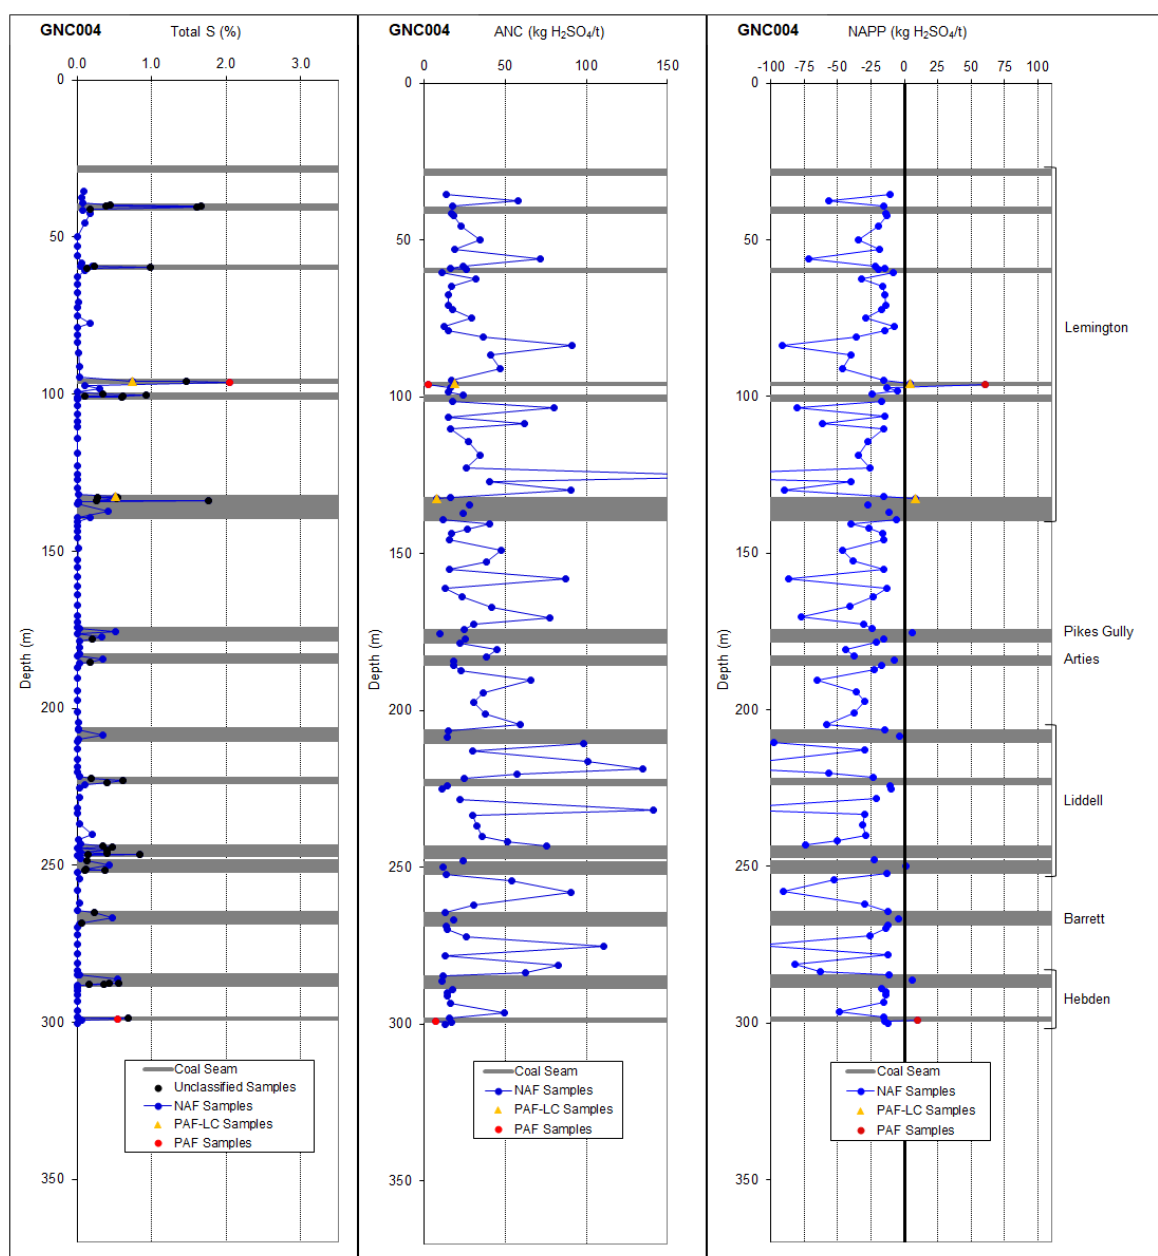 GNC004 Total S (%)
0.0 1.0 2.0 3.0
0
50
100
150
200
250
300
350
Depth (m)
Coal Seam
Unclassified Samples
NAF Samples
PAF-LC Samples
PAF Samples
GNC004 ANC (kg H₂SO₄/t)
0 50 100 150
0
50
100
150
200
250
300
350
Depth (m)
Coal Seam
NAF Samples
PAF-LC Samples
PAF Samples
GNC004 NAPP (kg H₂SO₄/t)
-100 -75 -50 -25 0 25 50 75 100
0
50
100
150
200
250
300
350
Depth (m)
Lemington
Pikes Gully
Arties
Liddell
Barrett
Hebden
Coal Seam
NAF Samples
PAF-LC Samples
PAF Samples